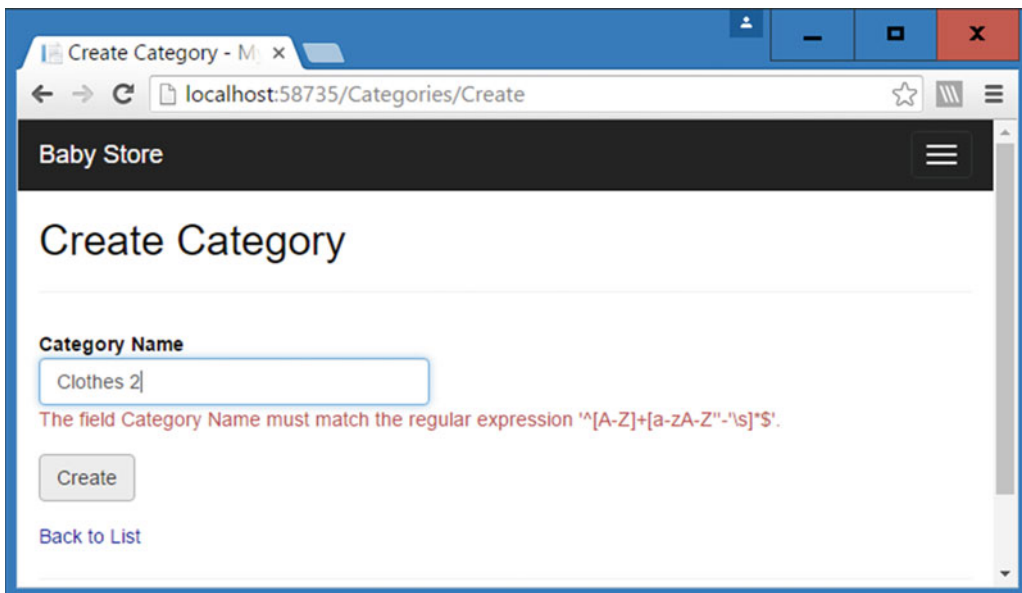 Create Category - M
localhost:58735/Categories/Create
Baby Store
Create Category
Category Name
Clothes 2
The field Category Name must match the regular expression '^[A-Z]+[a-zA-Z''-'\s]*$'.
Create
Back to List